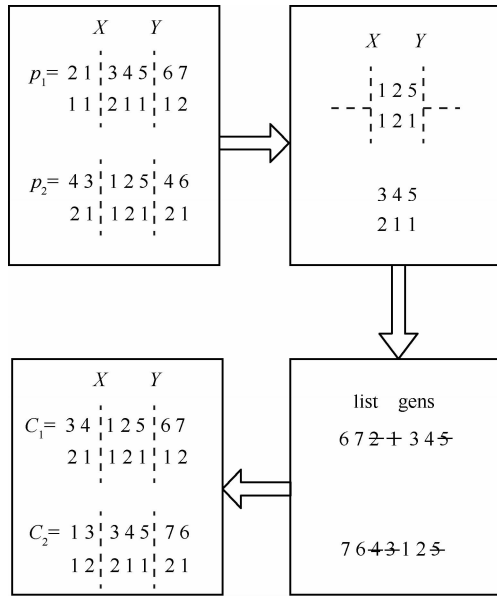 X Y
p1= 2 1 3 4 5 6 7
1 1 2 1 1 1 2
p2= 4 3 1 2 5 4 6
2 1 1 2 1 2 1
X Y
1 2 5
1 2 1
3 4 5
2 1 1
X Y
C1= 3 4 1 2 5 6 7
2 1 1 2 1 1 2
C2= 1 3 3 4 5 7 6
1 2 2 1 1 2 1
list gens
6 7 2 1 3 4 5
7 6 4 3 1 2 5